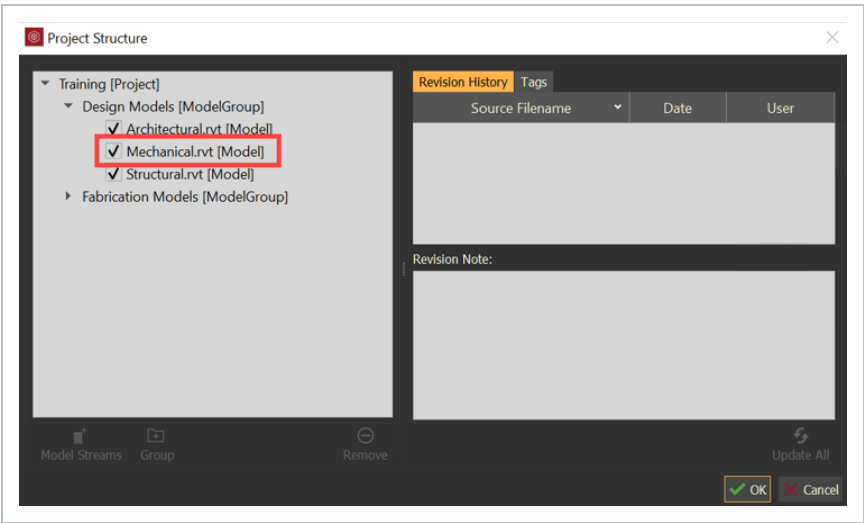 Project Structure
Training [Project]
Design Models [ModelGroup]
Architectural.rvt [Model]
Mechanical.rvt [Model]
Structural.rvt [Model]
Fabrication Models [ModelGroup]
Model Streams
Group
Remove
Revision History
Tags
Source Filename
Date
User
Revision Note:
Update All
OK
Cancel